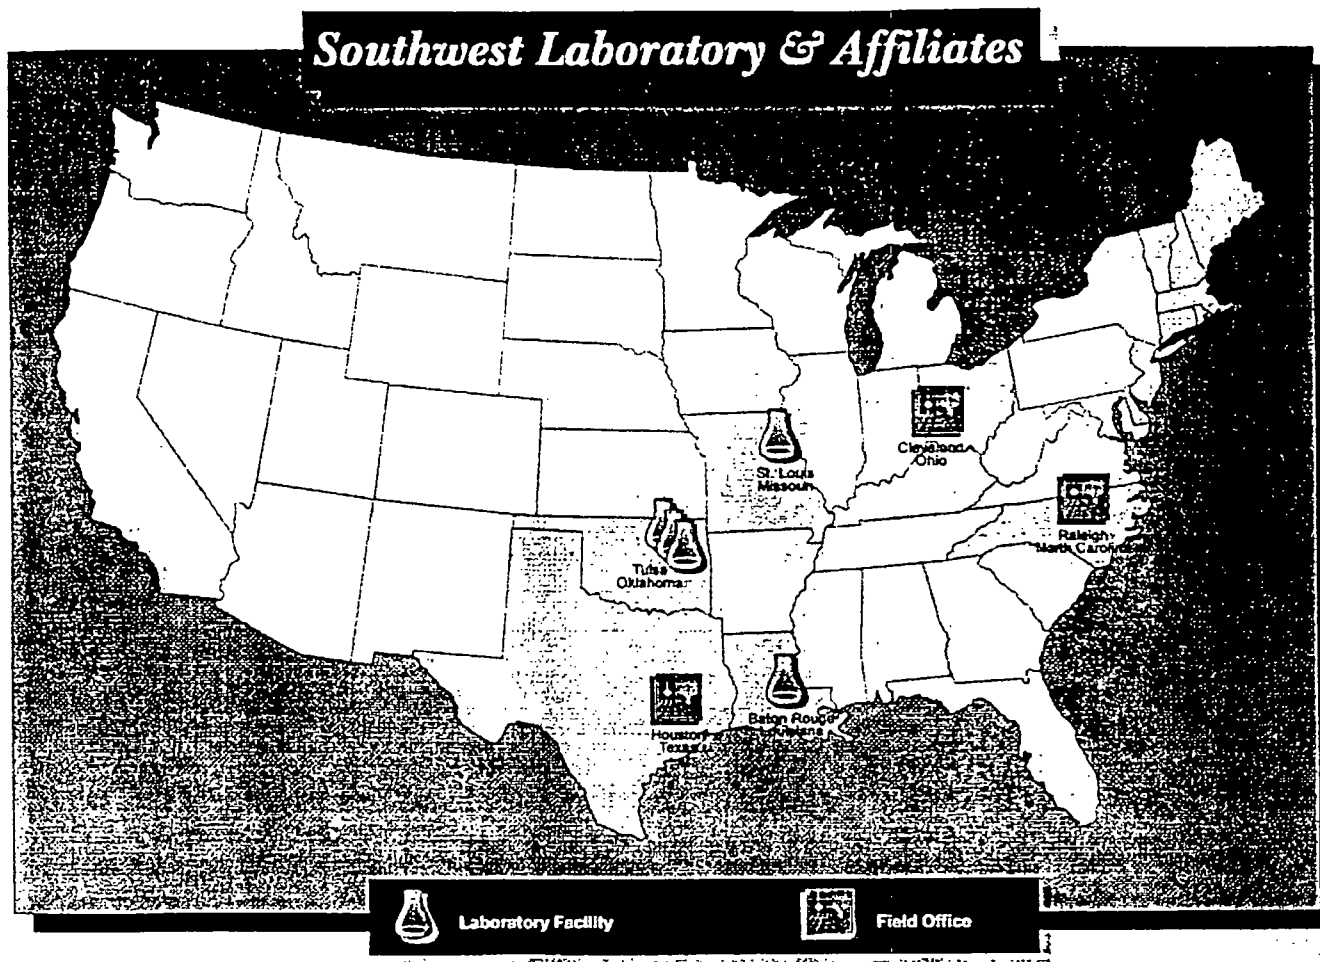 Southwest Laboratory & Affiliates
Cleveland
Ohio
St. Louis
Missouri
Raleigh
North Carolina
Tulsa
Oklahoma
Baton Rouge
Louisiana
Houston
Texas
Laboratory Facility
Field Office